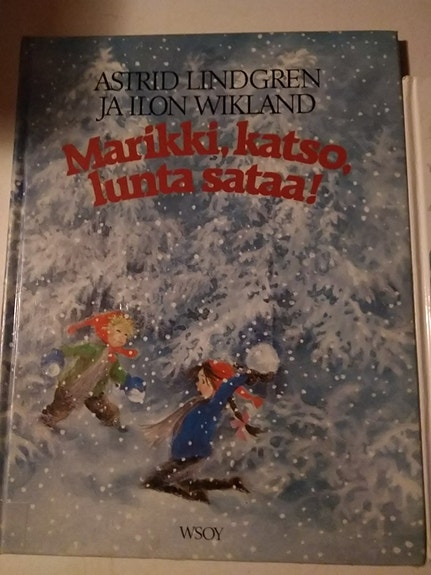 ASTRID LINDGREN
JA ILON WIKLAND
Marikki, katso,
lunta sataa!
WSOY